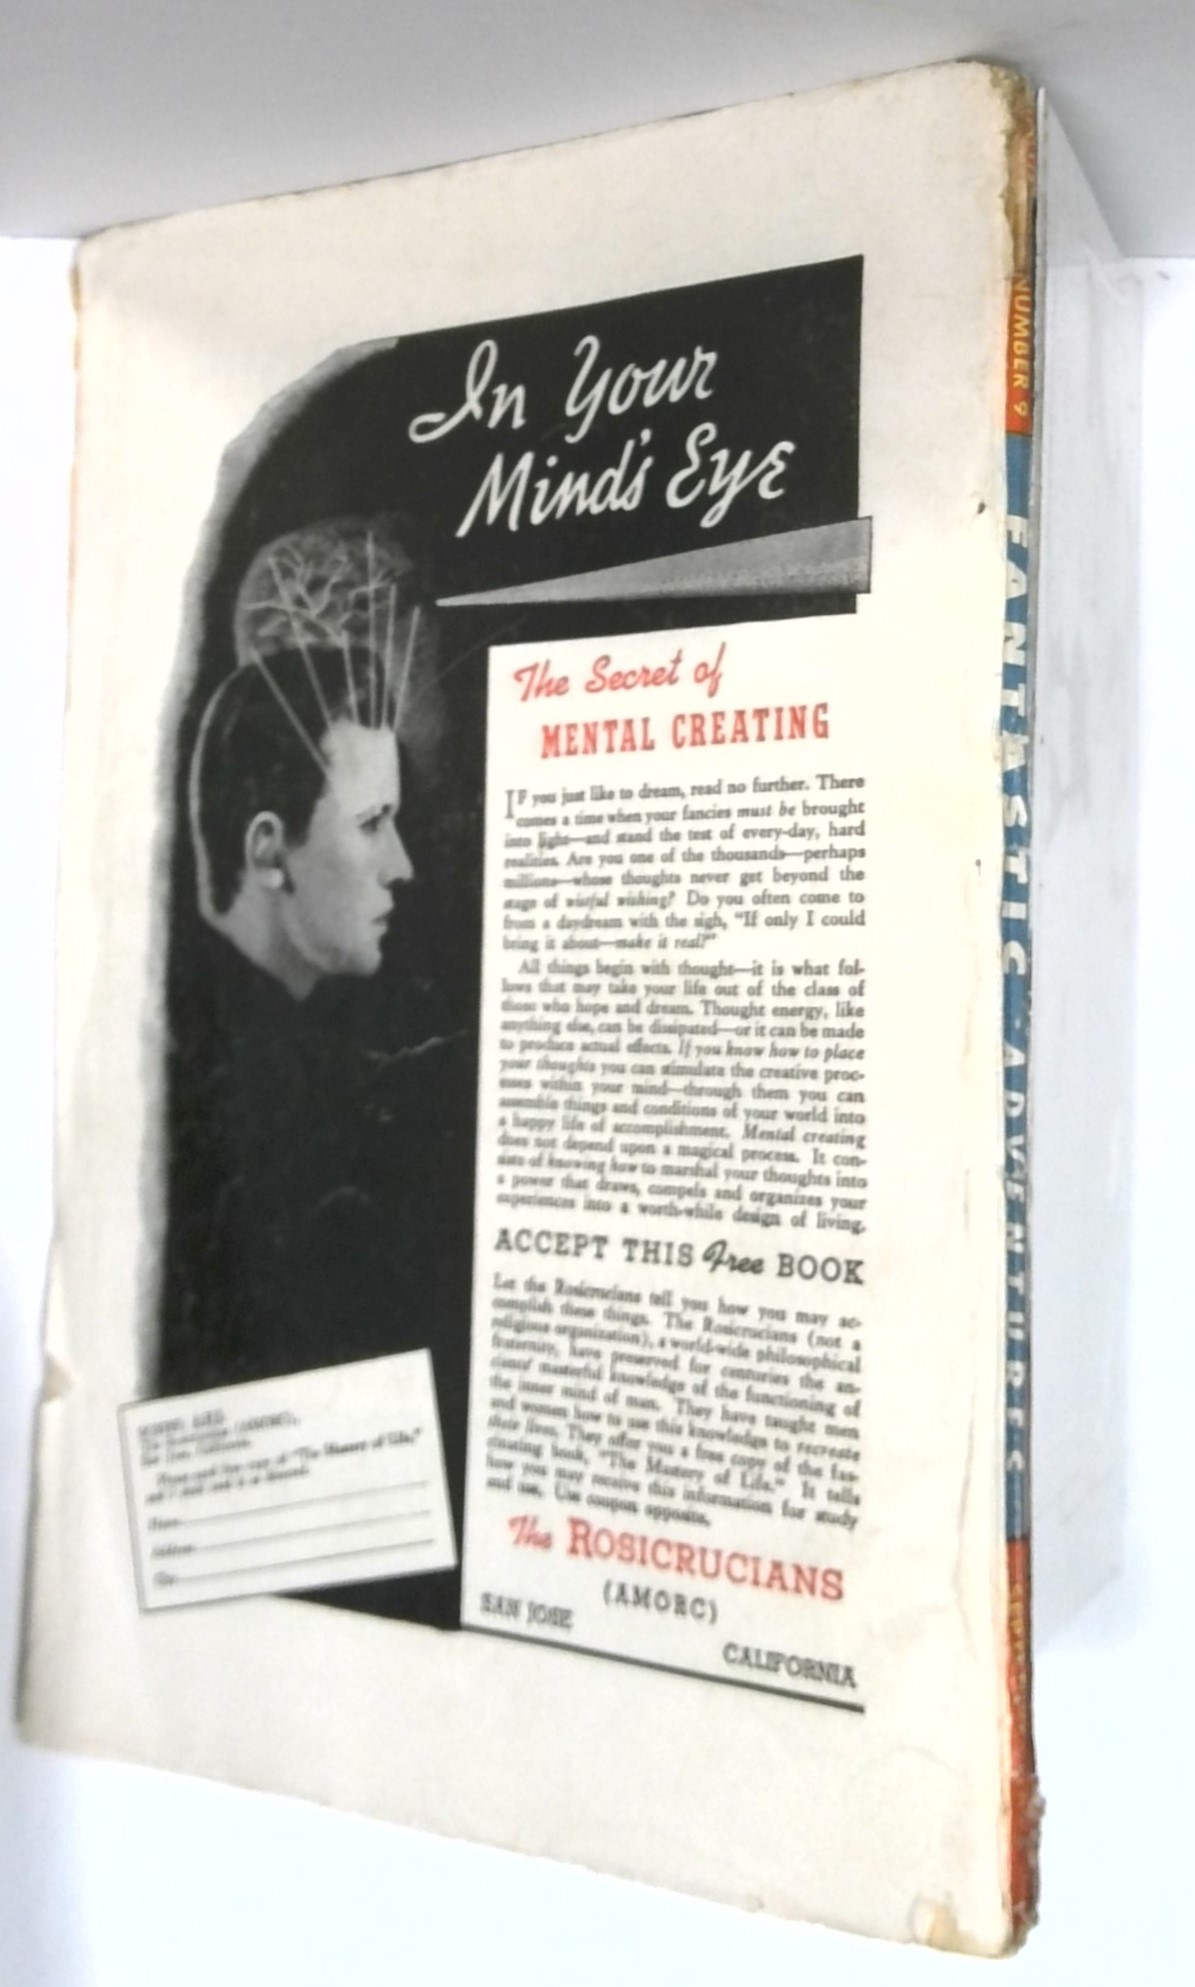 In Your
Mind's Eye
The Secret of
MENTAL CREATING
IF you just like to dream, read no further. There
comes a time when your fancies must be brought
into light—and stand the test of every-day, hard
realities. Are you one of the thousands—perhaps
millions—whose thoughts never get beyond the
stage of wistful wishing? Do you often come to
from a daydream with the sigh, "If only I could
bring it about—make it real?"
All things begin with thought—it is what fol-
lows that may take your life out of the class of
those who hope and dream. Thought energy, like
anything else, can be dissipated—or it can be made
to produce actual effects. If you know how to place
your thoughts you can stimulate the creative proc-
esses within your mind—through them you can
assemble things and conditions of your world into
a happy life of accomplishment. Mental creating
does not depend upon a magical process. It con-
sists of knowing how to marshal your thoughts into
a power that draws, compels and organizes your
experiences into a worth-while design of living.
ACCEPT THIS Free BOOK
Let the Rosicrucians tell you how you may ac-
complish these things. The Rosicrucians (not a
religious organization), a world-wide philosophical
fraternity, have preserved for centuries the an-
cients' masterful knowledge of the functioning of
the inner mind of man. They have taught men
and women how to use this knowledge to recreate
their lives. They offer you a free copy of the fas-
cinating book, "The Mastery of Life." It tells
how you may receive this information for study
and use. Use coupon opposite.
The ROSICRUCIANS
(AMORC)
SAN JOSE
CALIFORNIA
The Rosicrucians (AMORC),
San Jose, California.
"The Mastery of Life,"
Name
Address
City
NUMBER 9
FANTASTIC ADVENTURES